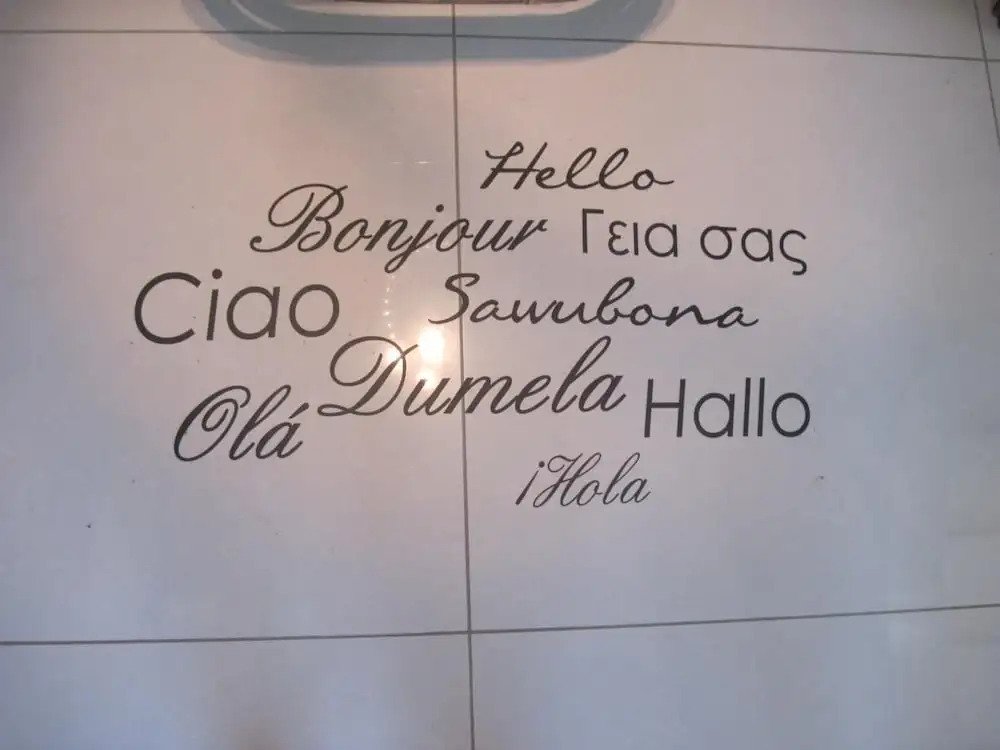 Hello
Bonjour Γεια σας
Ciao Sawubona
Dumela Hallo
Olá
¡Hola